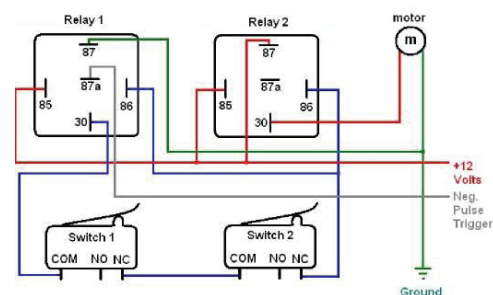 Relay 1
Relay 2
motor
87
87
m
87a
87a
85
86
85
86
30
30
+12
Volts
Neg.
Pulse
Trigger
Switch 1
Switch 2
COM NO NC
COM NO NC
Ground